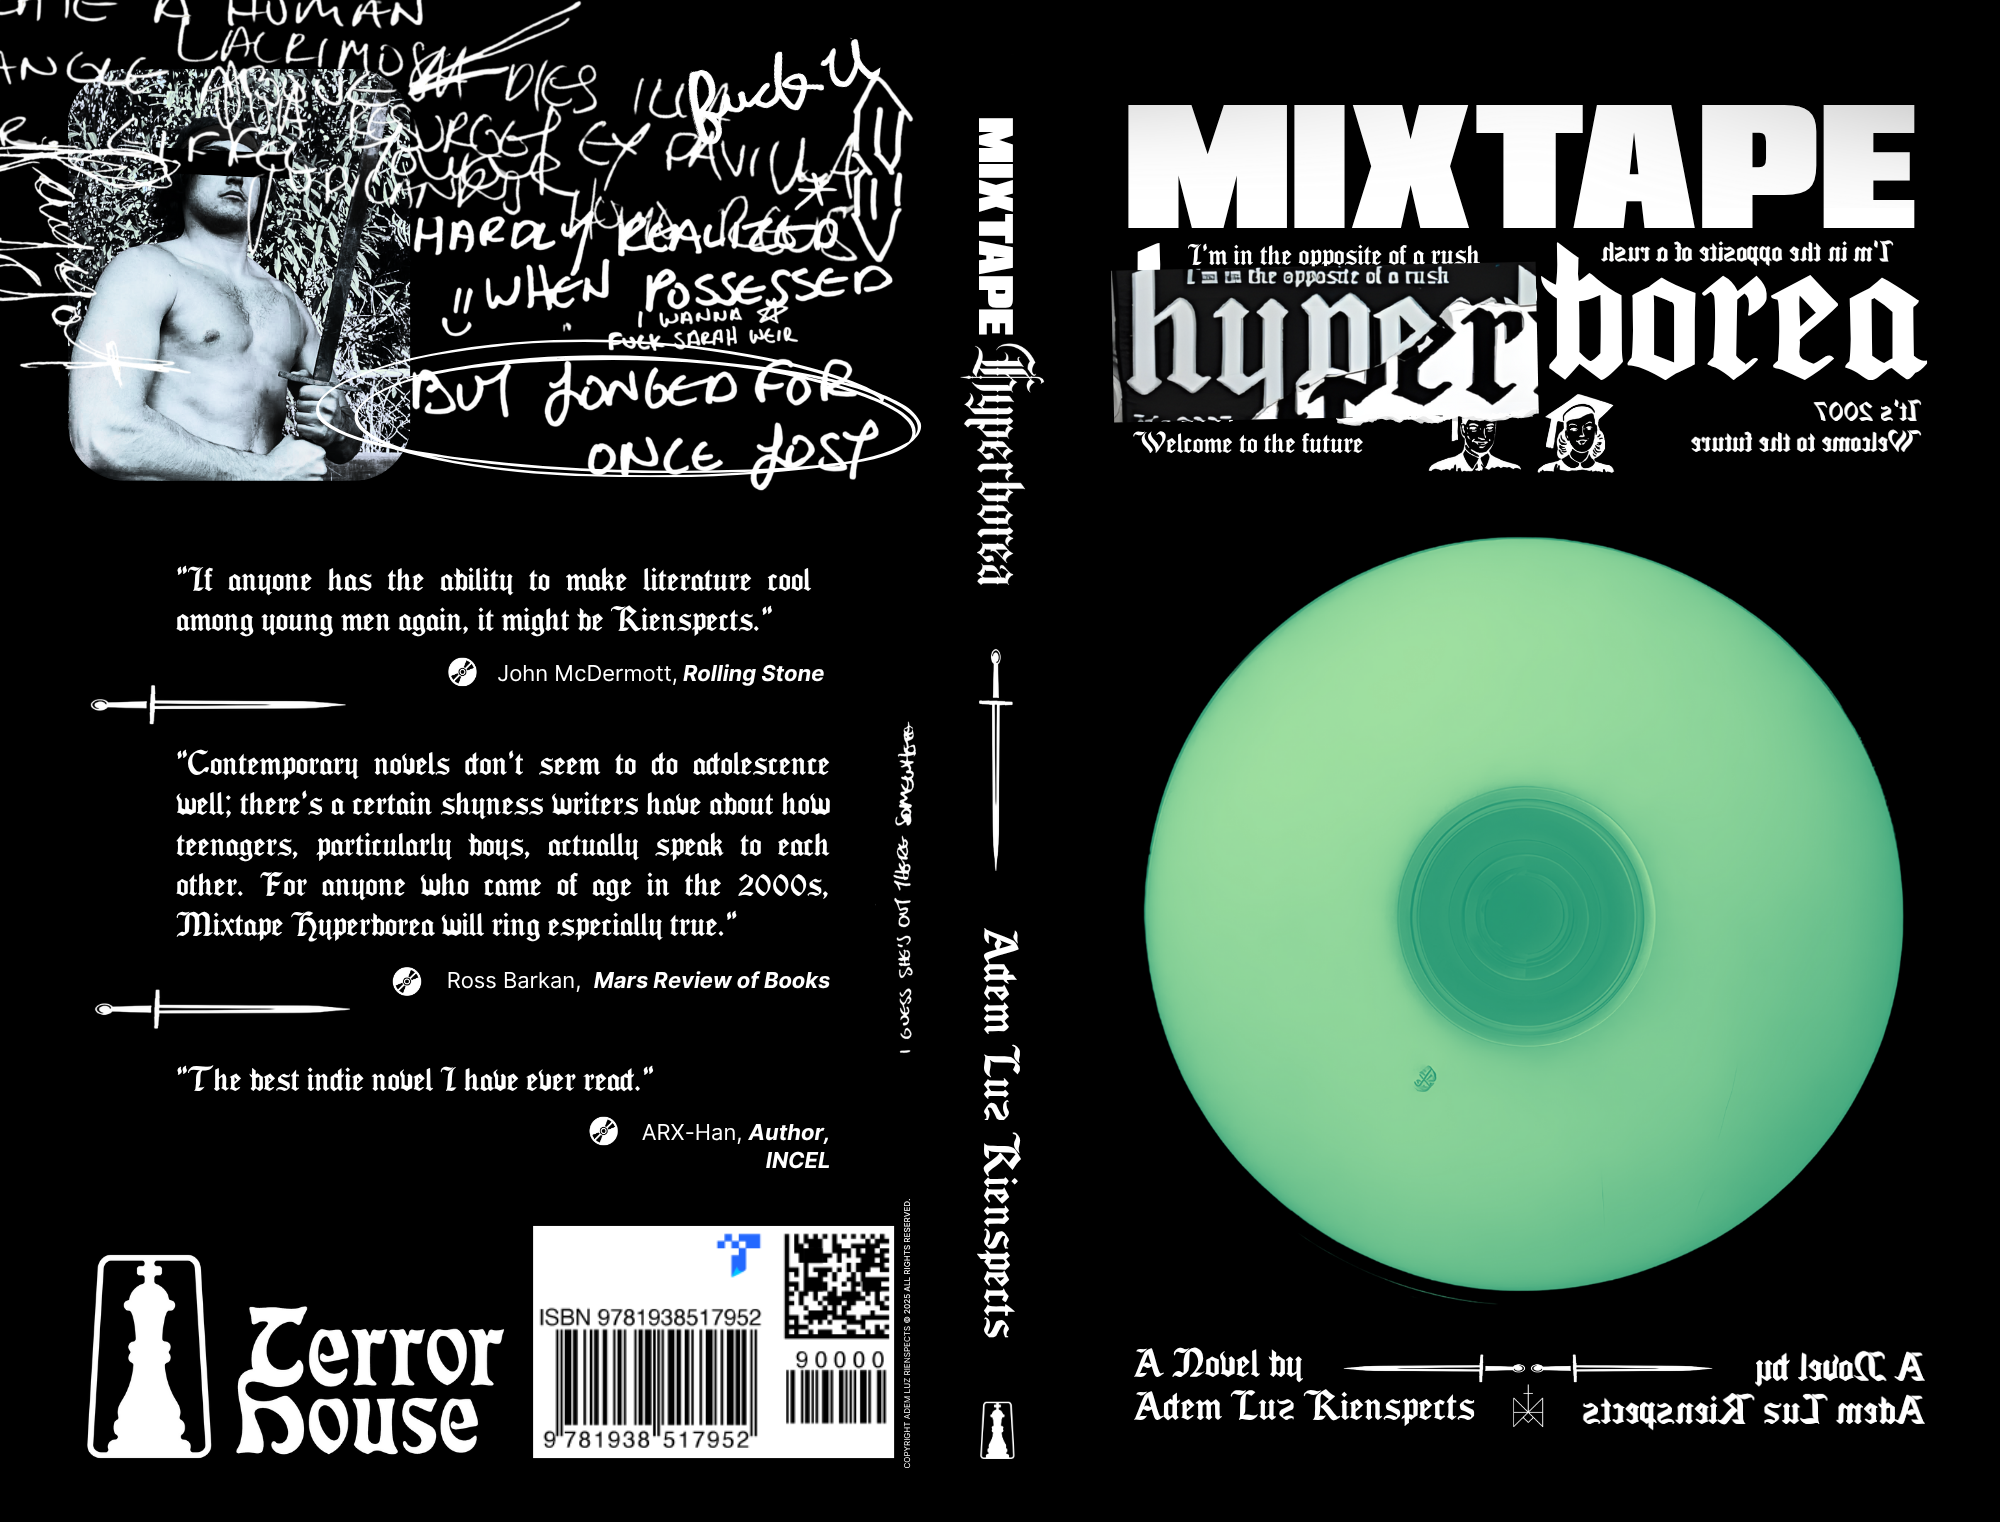 A HUMAN
LACRIMOSA
DIES ILLA
Fuck U
RESURGET EX FAVILLA
HARDLY REALIZED
WHEN POSSESSED
I WANNA
FUCK SARAH WEIR
BUT LONGED FOR
ONCE LOST
"If anyone has the ability to make literature cool
among young men again, it might be Rienspects."
John McDermott, Rolling Stone
"Contemporary novels don't seem to do adolescence
well; there's a certain shyness writers have about how
teenagers, particularly boys, actually speak to each
other. For anyone who came of age in the 2000s,
Mixtape Hyperborea will ring especially true."
Ross Barkan, Mars Review of Books
"The best indie novel I have ever read."
ARX-Han, Author,
INCEL
I GUESS SHE'S OUT THERE SOMEWHERE
Terror
House
ISBN 9781938517952
90000
9 781938 517952
COPYRIGHT ADEM LUZ RIENSPECTS © 2025 ALL RIGHTS RESERVED.
MIXTAPE Hyperborea
Adem Luz Rienspects
MIXTAPE
I'm in the opposite of a rush
I'm in the opposite of a rush
I'm in the opposite of a rush
hyper borea
It's 2007
Welcome to the future
Welcome to the future
A Novel by
Adem Luz Rienspects
A Novel by
Adem Luz Rienspects